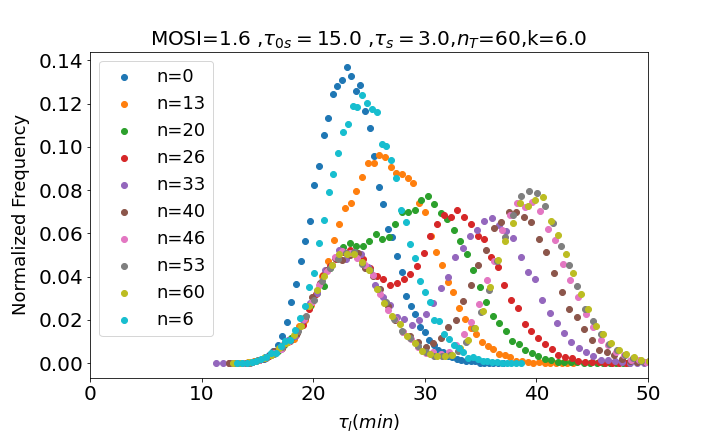 MOSI=1.6 ,τ₀ₛ = 15.0 ,τₛ = 3.0,n_T=60,k=6.0
Normalized Frequency
0.14
0.12
0.10
0.08
0.06
0.04
0.02
0.00
n=0
n=13
n=20
n=26
n=33
n=40
n=46
n=53
n=60
n=6
0 10 20 30 40 50
τ_l(min)